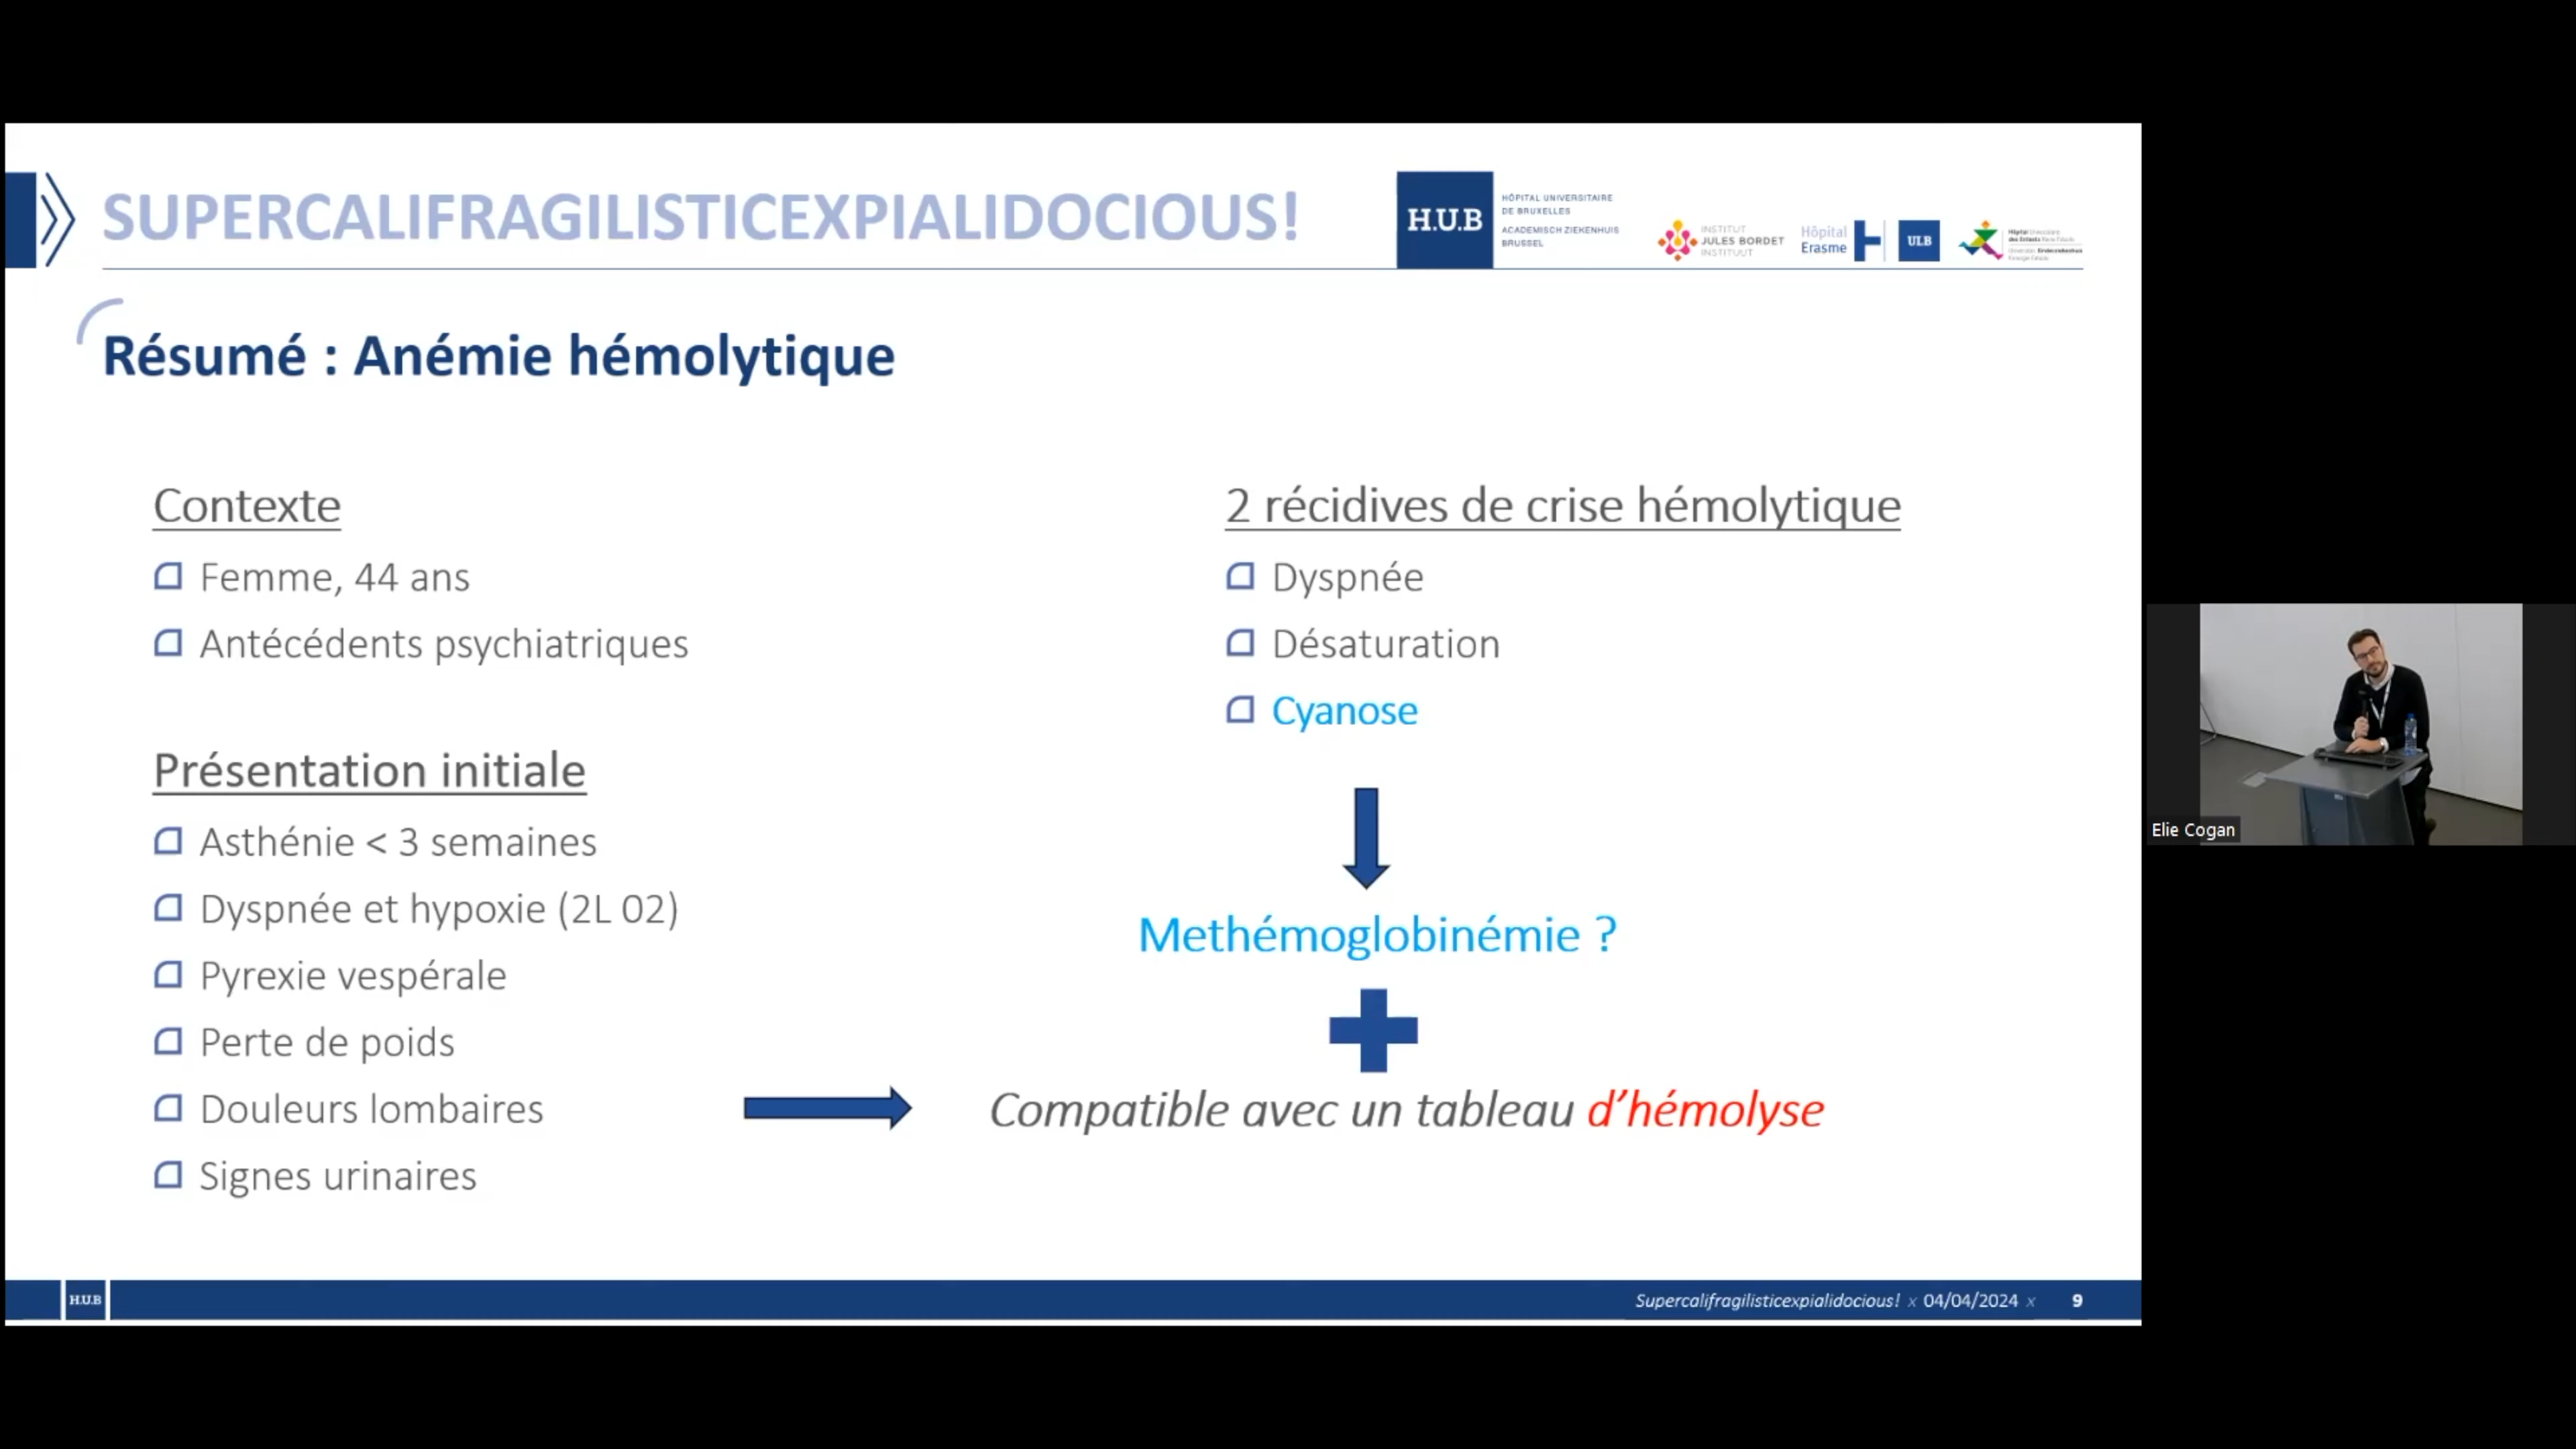 SUPERCALIFRAGILISTICEXPIALIDOCIOUS!
H.U.B
HÔPITAL UNIVERSITAIRE
DE BRUXELLES
ACADEMISCH ZIEKENHUIS
BRUSSEL
INSTITUT
JULES BORDET
INSTITUUT
Hôpital
Erasme
ULB
Résumé : Anémie hémolytique
Contexte
Femme, 44 ans
Antécédents psychiatriques
Présentation initiale
Asthénie < 3 semaines
Dyspnée et hypoxie (2L 02)
Pyrexie vespérale
Perte de poids
Douleurs lombaires
Signes urinaires
2 récidives de crise hémolytique
Dyspnée
Désaturation
Cyanose
Methémoglobinémie ?
Compatible avec un tableau d’hémolyse
Elie Cogan
H.U.B
Supercalifragilisticexpialidocious! x 04/04/2024 x 9